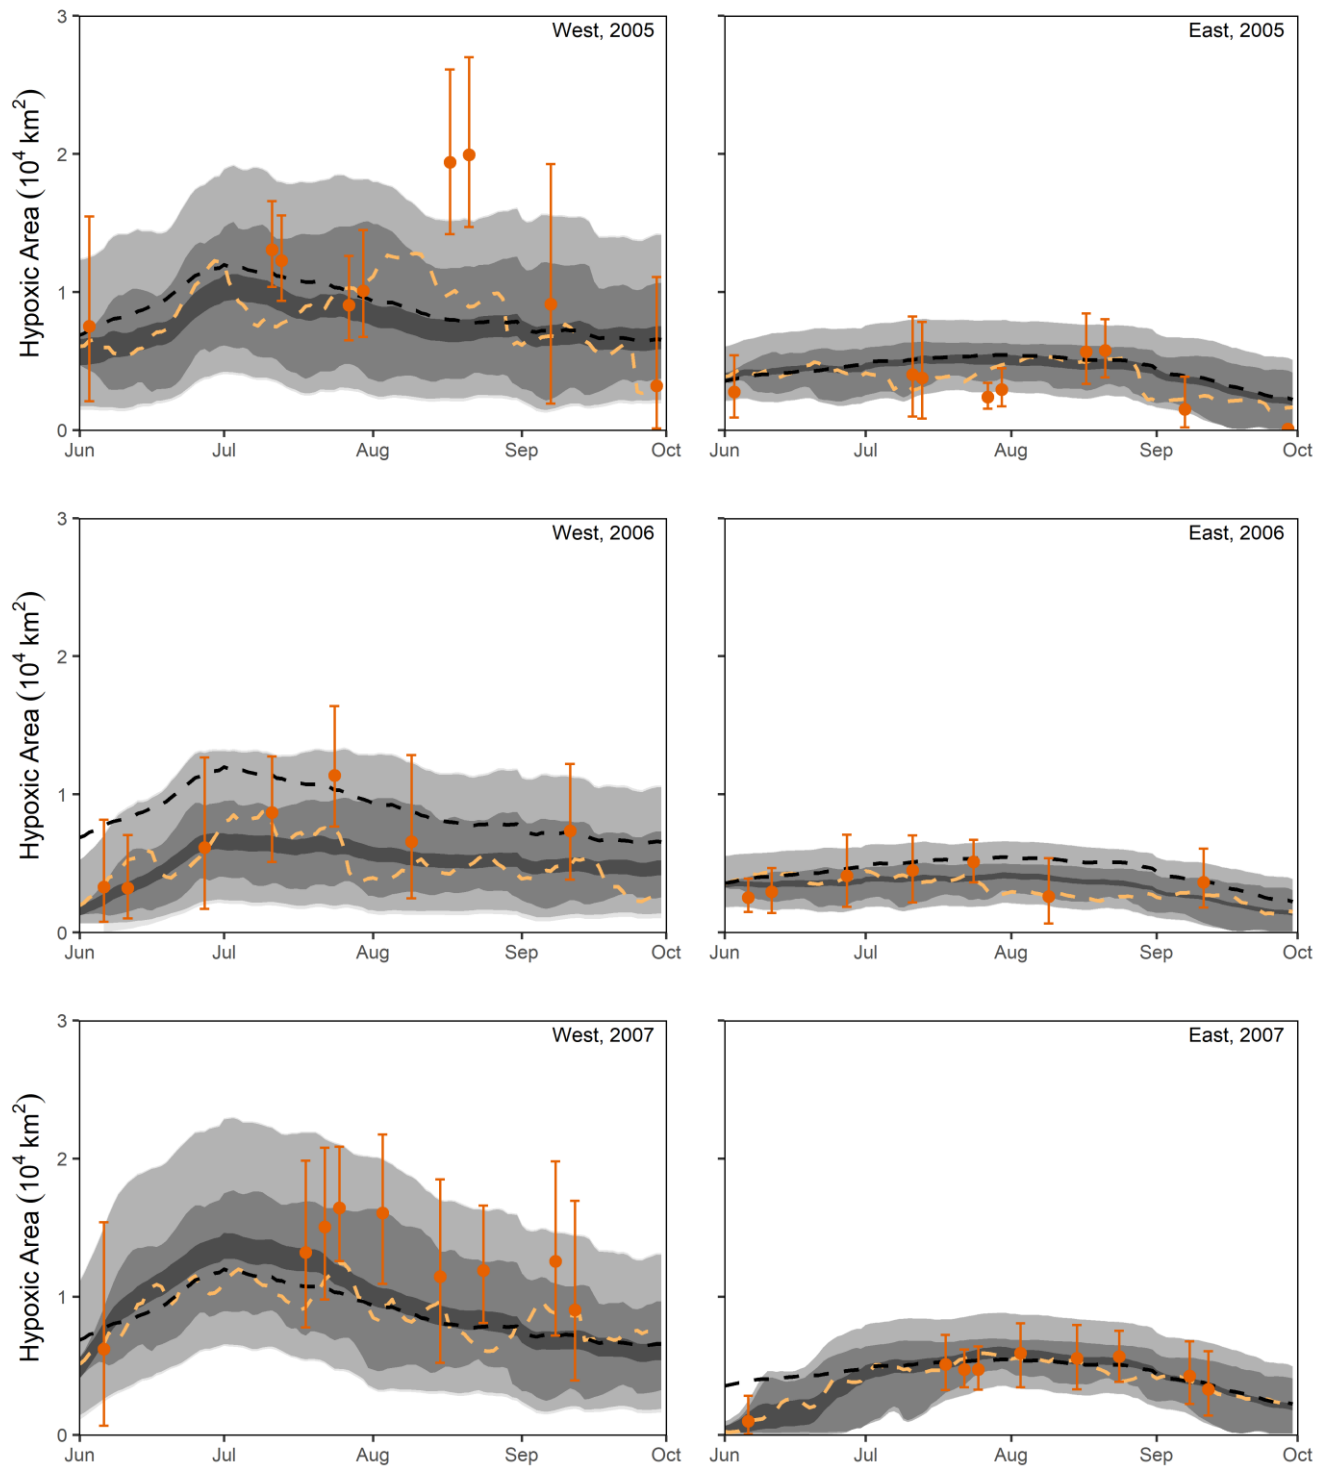 3
West, 2005
East, 2005
2
1
0
Hypoxic Area (10⁴ km²)
Jun Jul Aug Sep Oct
Jun Jul Aug Sep Oct
3
West, 2006
East, 2006
2
1
0
Hypoxic Area (10⁴ km²)
Jun Jul Aug Sep Oct
Jun Jul Aug Sep Oct
3
West, 2007
East, 2007
2
1
0
Hypoxic Area (10⁴ km²)
Jun Jul Aug Sep Oct
Jun Jul Aug Sep Oct